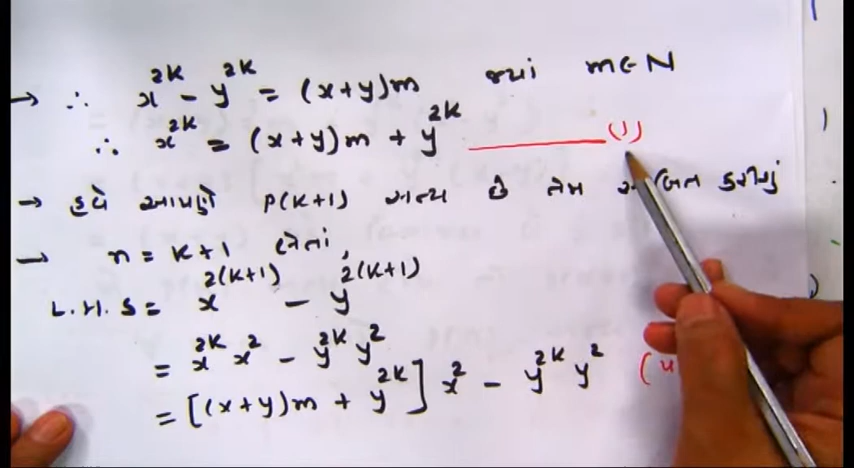 → ∴ x^2k - y^2k = (x+y)m જ્યાં m∈N
∴ x^2k = (x+y)m + y^2k ———(1)
→ હવે આપણે P(K+1) સત્ય છે તેમ સાબિત કરીશું
→ n = k+1 લેતાં,
L.H.S = x^2(k+1) - y^2(k+1)
= x^2k x^2 - y^2k y^2
= [(x+y)m + y^2k] x^2 - y^2k y^2